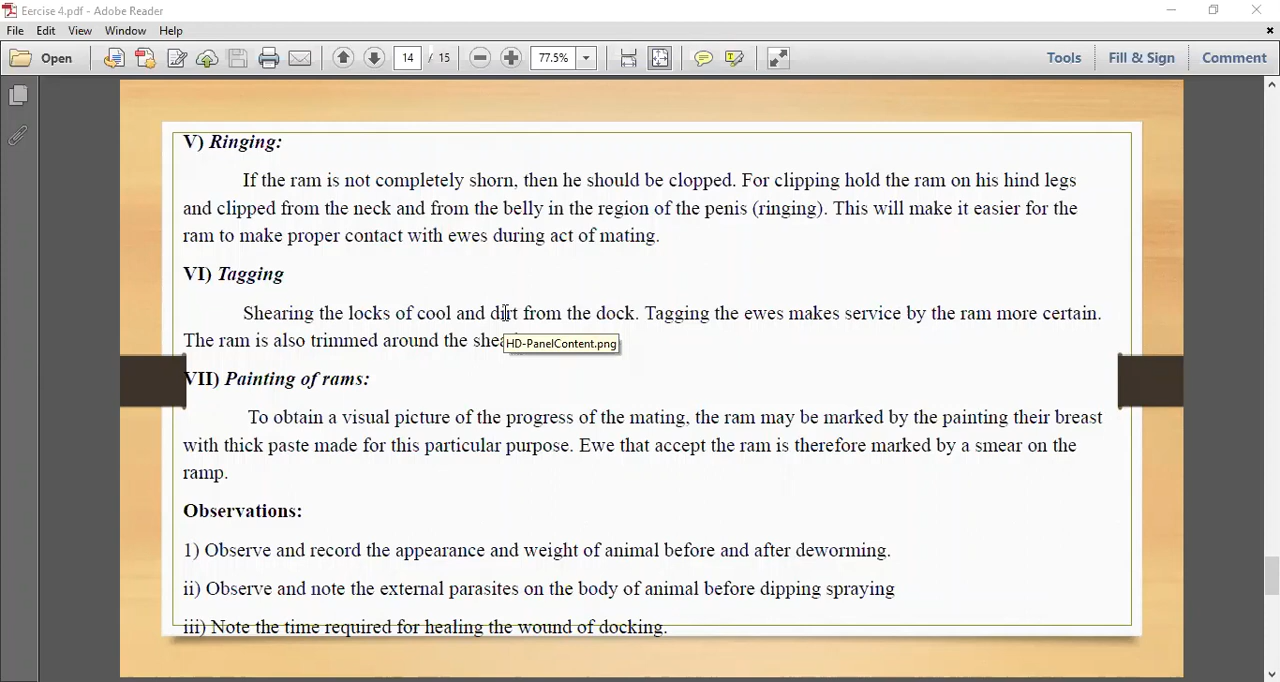 Eercise 4.pdf - Adobe Reader
File Edit View Window Help
Open 14 / 15 77.5% Tools Fill & Sign Comment
V) Ringing:
If the ram is not completely shorn, then he should be clopped. For clipping hold the ram on his hind legs
and clipped from the neck and from the belly in the region of the penis (ringing). This will make it easier for the
ram to make proper contact with ewes during act of mating.
VI) Tagging
Shearing the locks of cool and dirt from the dock. Tagging the ewes makes service by the ram more certain.
The ram is also trimmed around the
HD-PanelContent.png
VII) Painting of rams:
To obtain a visual picture of the progress of the mating, the ram may be marked by the painting their breast
with thick paste made for this particular purpose. Ewe that accept the ram is therefore marked by a smear on the
ramp.
Observations:
1) Observe and record the appearance and weight of animal before and after deworming.
ii) Observe and note the external parasites on the body of animal before dipping spraying
iii) Note the time required for healing the wound of docking.